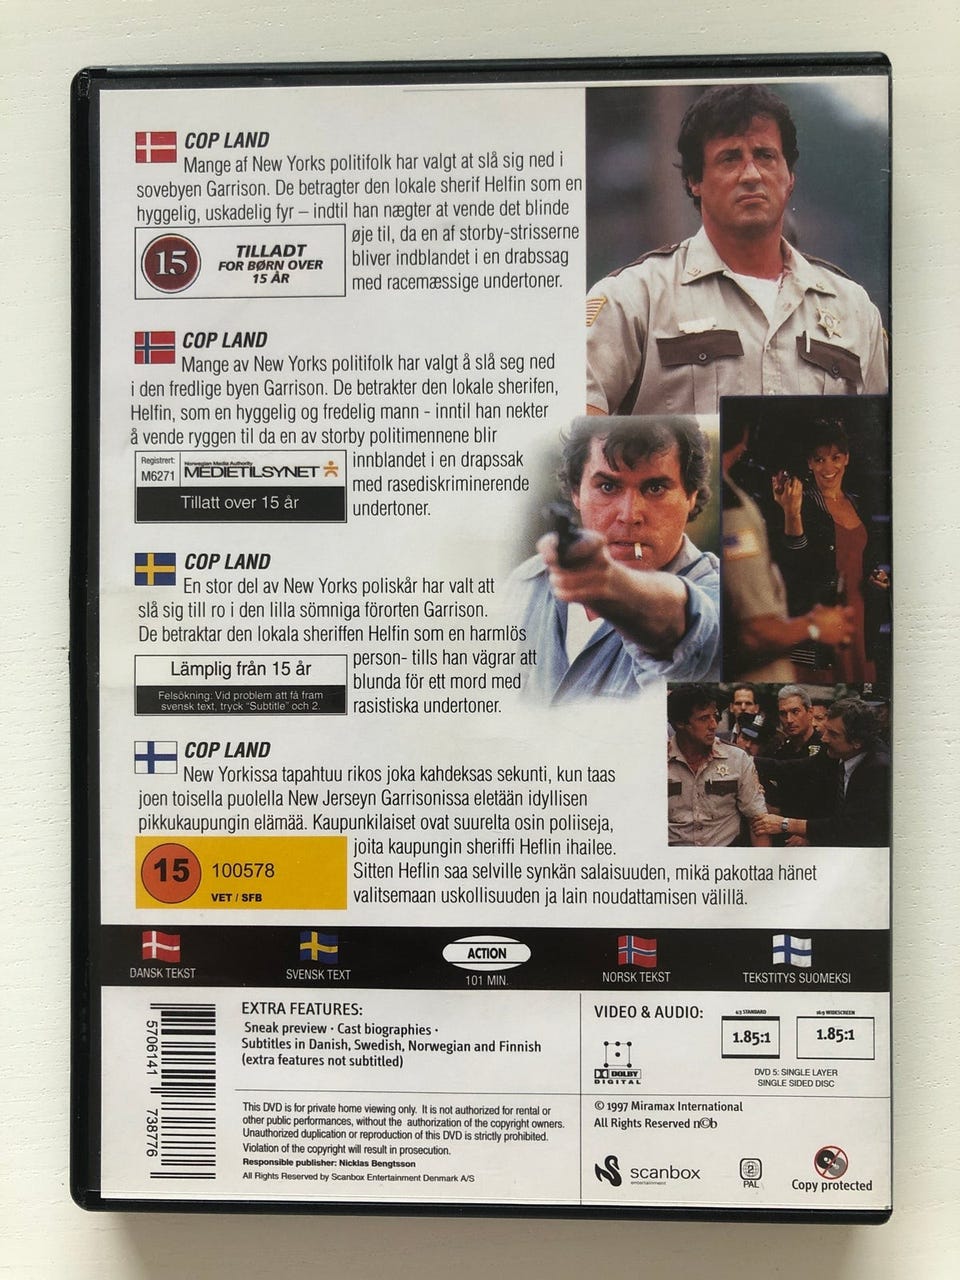 COP LAND
Mange af New Yorks politifolk har valgt at slå sig ned i
sovebyen Garrison. De betragter den lokale sherif Helfin som en
hyggelig, uskadelig fyr – indtil han nægter at vende det blinde
øje til, da en af storby-strisserne
bliver indblandet i en drabssag
med racemæssige undertoner.
15
TILLADT
FOR BØRN OVER
15 ÅR
COP LAND
Mange av New Yorks politifolk har valgt å slå seg ned
i den fredlige byen Garrison. De betrakter den lokale sherifen,
Helfin, som en hyggelig og fredelig mann - inntil han nekter
å vende ryggen til da en av storby politimennene blir
innblandet i en drapssak
med rasediskriminerende
undertoner.
Registrert:
M6271
Norwegian Media Authority
MEDIETILSYNET
Tillatt over 15 år
COP LAND
En stor del av New Yorks poliskår har valt att
slå sig till ro i den lilla sömniga förorten Garrison.
De betraktar den lokala sheriffen Helfin som en harmlös
person- tills han vägrar att
blunda för ett mord med
rasistiska undertoner.
Lämplig från 15 år
Felsökning: Vid problem att få fram
svensk text, tryck "Subtitle" och 2.
COP LAND
New Yorkissa tapahtuu rikos joka kahdeksas sekunti, kun taas
joen toisella puolella New Jerseyn Garrisonissa eletään idyllisen
pikkukaupungin elämää. Kaupunkilaiset ovat suurelta osin poliiseja,
joita kaupungin sheriffi Heflin ihailee.
Sitten Heflin saa selville synkän salaisuuden, mikä pakottaa hänet
valitsemaan uskollisuuden ja lain noudattamisen välillä.
15
100578
VET / SFB
DANSK TEKST
SVENSK TEXT
ACTION
101 MIN.
NORSK TEKST
TEKSTITYS SUOMEKSI
5706141 738776
EXTRA FEATURES:
Sneak preview · Cast biographies ·
Subtitles in Danish, Swedish, Norwegian and Finnish
(extra features not subtitled)
VIDEO & AUDIO:
DOLBY
DIGITAL
4:3 STANDARD
1.85:1
16:9 WIDESCREEN
1.85:1
DVD 5: SINGLE LAYER
SINGLE SIDED DISC
This DVD is for private home viewing only. It is not authorized for rental or
other public performances, without the authorization of the copyright owners.
Unauthorized duplication or reproduction of this DVD is strictly prohibited.
Violation of the copyright will result in prosecution.
Responsible publisher: Nicklas Bengtsson
All Rights Reserved by Scanbox Entertainment Denmark A/S
© 1997 Miramax International
All Rights Reserved n©b
scanbox
entertainment
2
PAL
Copy protected